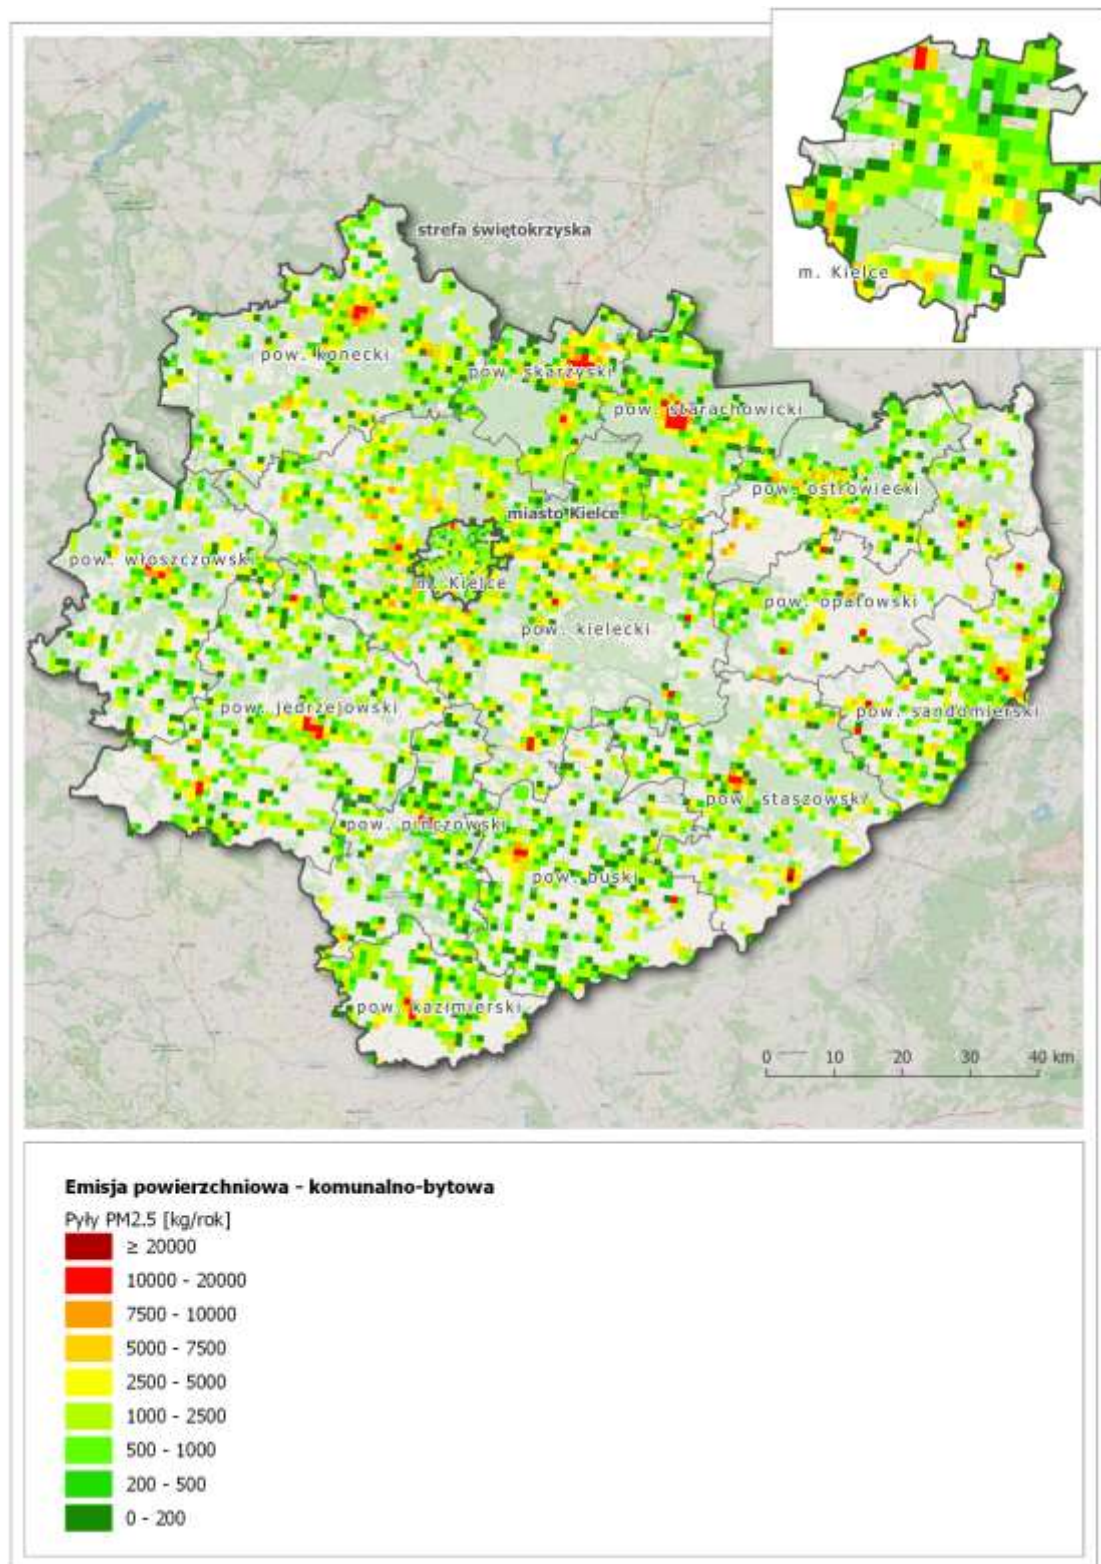 m. Kielce
strefa świętokrzyska
pow. konecki
pow. skarżyski
pow. starachowicki
pow. ostrowiecki
miasto Kielce
pow. włoszczowski
m. Kielce
pow. opatowski
pow. kielecki
pow. jędrzejowski
pow. sandomierski
pow. staszowski
pow. pińczowski
pow. buski
pow. kazimierski
0 10 20 30 40 km
Emisja powierzchniowa - komunalno-bytowa
Pyły PM2.5 [kg/rok]
≥ 20000
10000 - 20000
7500 - 10000
5000 - 7500
2500 - 5000
1000 - 2500
500 - 1000
200 - 500
0 - 200